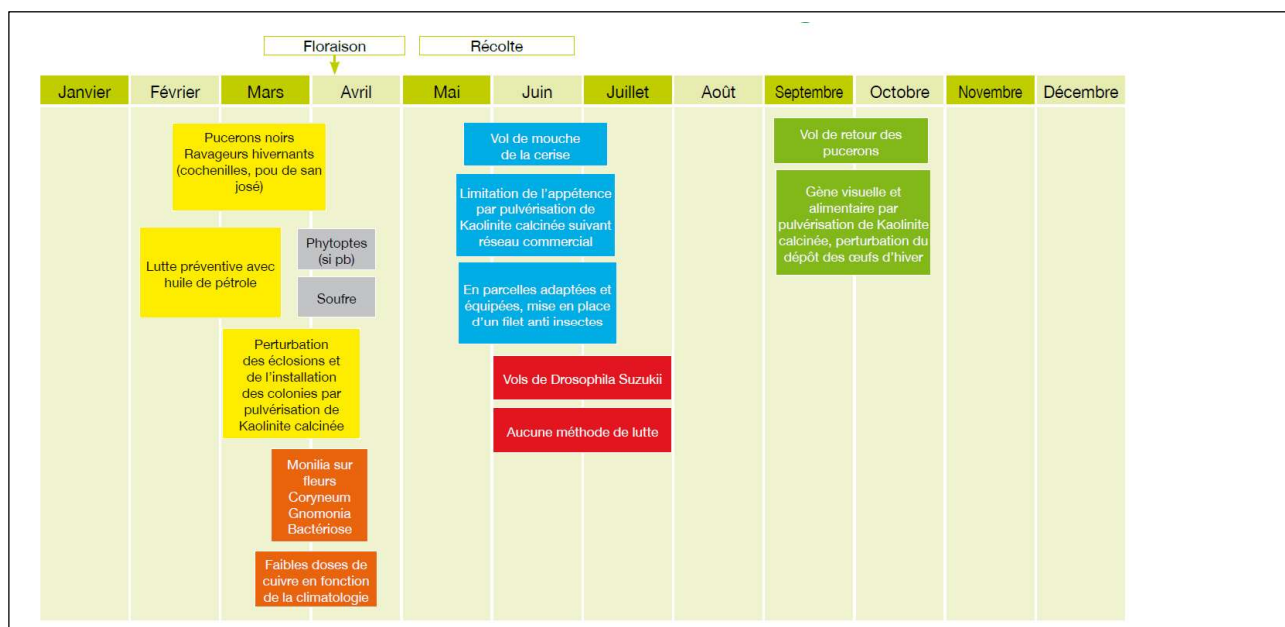 Floraison
Récolte
Janvier
Février
Mars
Avril
Mai
Juin
Juillet
Août
Septembre
Octobre
Novembre
Décembre
Pucerons noirs
Ravageurs hivernants
(cochenilles, pou de san
josé)
Lutte préventive avec
huile de pétrole
Phytoptes
(si pb)
Soufre
Perturbation
des éclosions et
de l'installation
des colonies par
pulvérisation de
Kaolinite calcinée
Monilia sur
fleurs
Coryneum
Gnomonia
Bactériose
Faibles doses de
cuivre en fonction
de la climatologie
Vol de mouche
de la cerise
Limitation de l'appétence
par pulvérisation de
Kaolinite calcinée suivant
réseau commercial
En parcelles adaptées et
équipées, mise en place
d'un filet anti insectes
Vols de Drosophila Suzukii
Aucune méthode de lutte
Vol de retour des
pucerons
Gène visuelle et
alimentaire par
pulvérisation de Kaolinite
calcinée, perturbation du
dépôt des œufs d'hiver